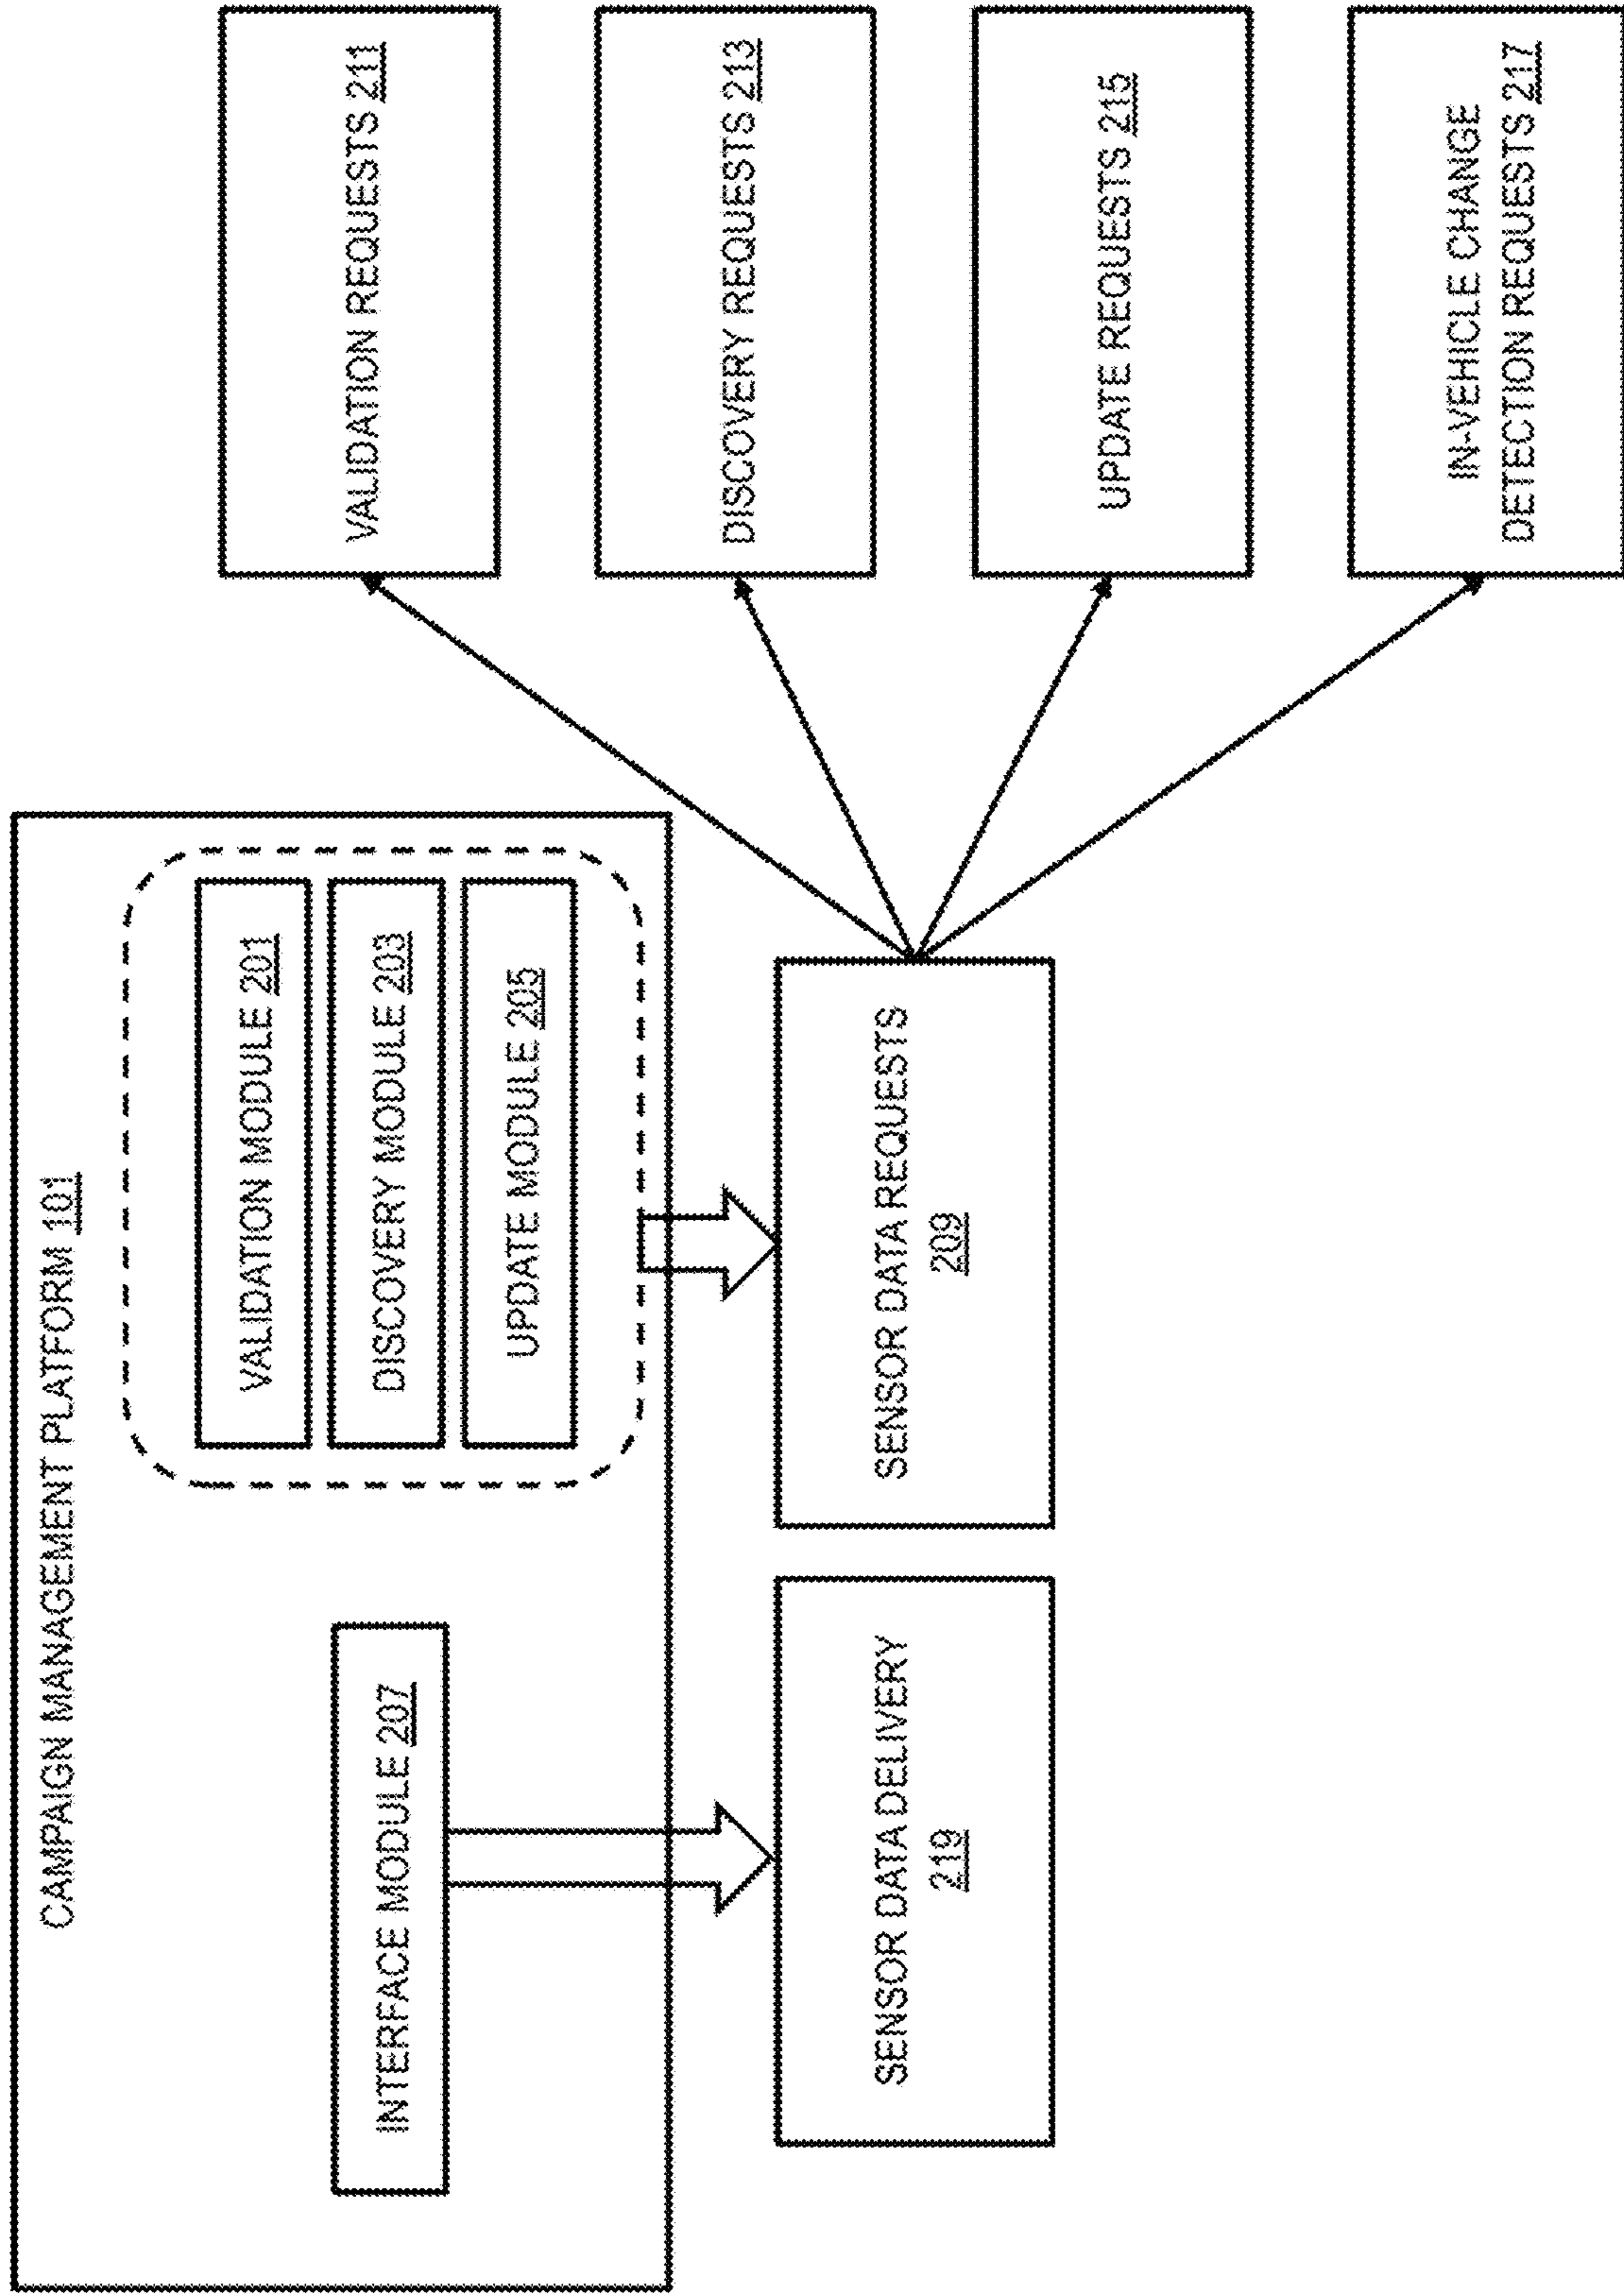 CAMPAIGN MANAGEMENT PLATFORM 101
INTERFACE MODULE 207
VALIDATION MODULE 201
DISCOVERY MODULE 203
UPDATE MODULE 205
SENSOR DATA DELIVERY
219
SENSOR DATA REQUESTS
209
VALIDATION REQUESTS 211
DISCOVERY REQUESTS 213
UPDATE REQUESTS 215
IN-VEHICLE CHANGE
DETECTION REQUESTS 217